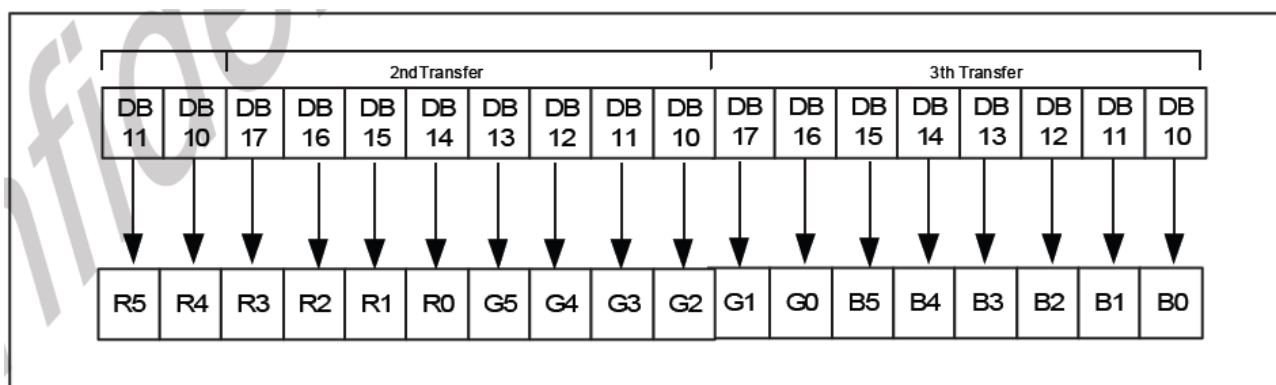 2ndTransfer 3th Transfer
DB DB DB DB DB DB DB DB DB DB DB DB DB DB DB DB DB DB
11 10 17 16 15 14 13 12 11 10 17 16 15 14 13 12 11 10
R5 R4 R3 R2 R1 R0 G5 G4 G3 G2 G1 G0 B5 B4 B3 B2 B1 B0